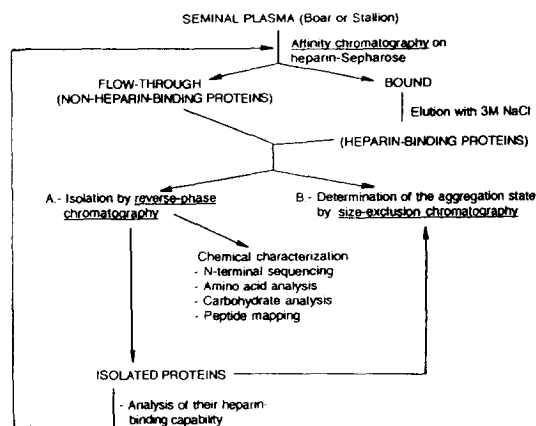 SEMINAL PLASMA (Boar or Stallion)
Affinity chromatography on
heparin-Sepharose
FLOW-THROUGH
(NON-HEPARIN-BINDING PROTEINS)
BOUND
Elution with 3M NaCl
(HEPARIN-BINDING PROTEINS)
A.- Isolation by reverse-phase
chromatography
B.- Determination of the aggregation state
by size-exclusion chromatography
Chemical characterization
- N-terminal sequencing
- Amino acid analysis
- Carbohydrate analysis
- Peptide mapping
ISOLATED PROTEINS
- Analysis of their heparin-
binding capability